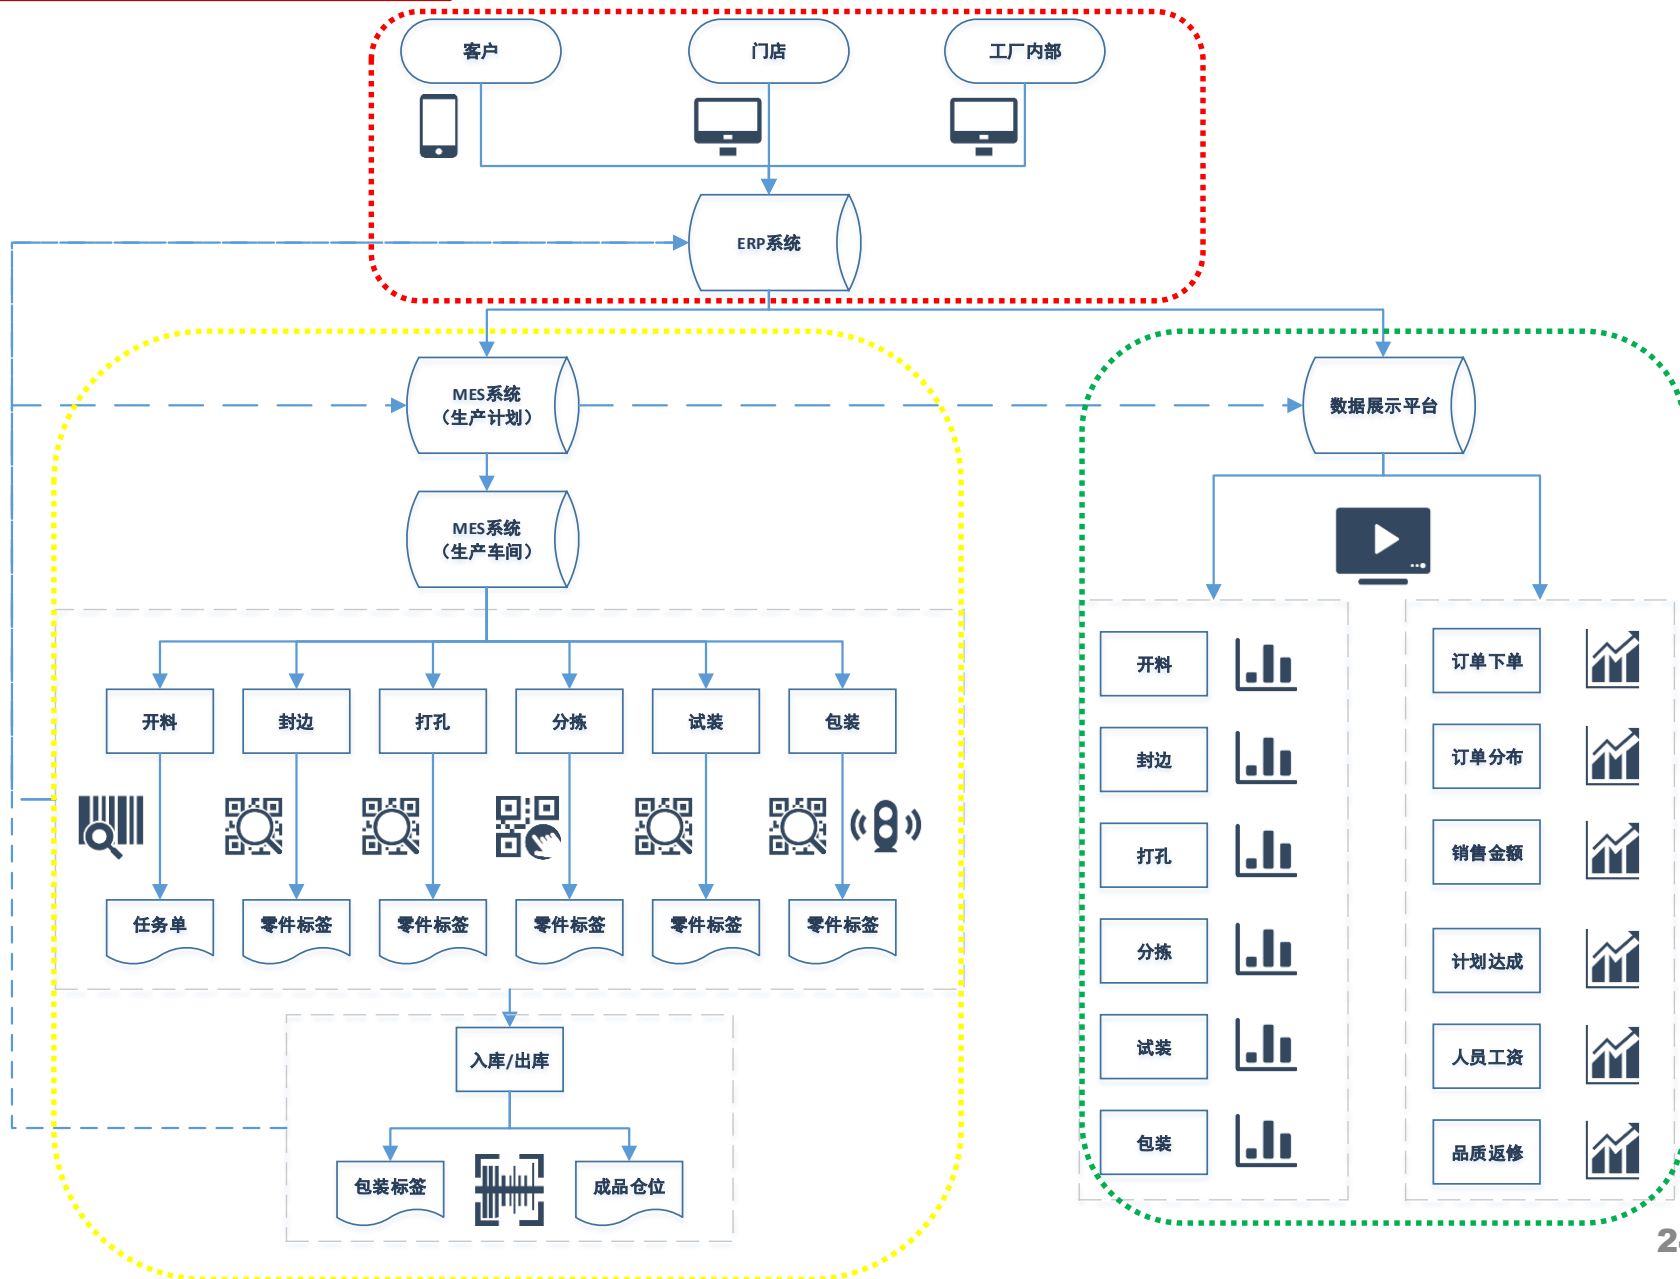 客户
门店
工厂内部
ERP系统
MES系统
（生产计划）
数据展示平台
MES系统
（生产车间）
开料
封边
打孔
分拣
试装
包装
任务单
零件标签
零件标签
零件标签
零件标签
零件标签
入库/出库
包装标签
成品仓位
开料
封边
打孔
分拣
试装
包装
订单下单
订单分布
销售金额
计划达成
人员工资
品质返修